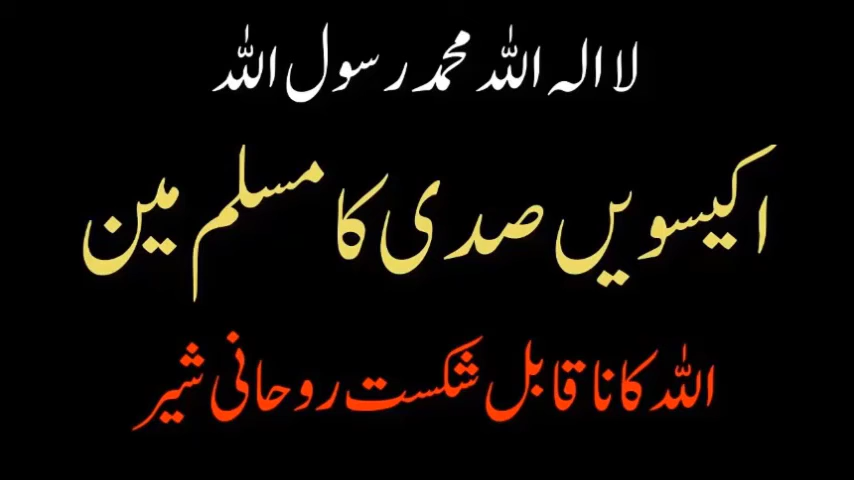 لا الہ اللہ محمد رسول اللہ
اکیسویں صدی کا مسلم مین
اللہ کا نا قابل شکست روحانی شیر